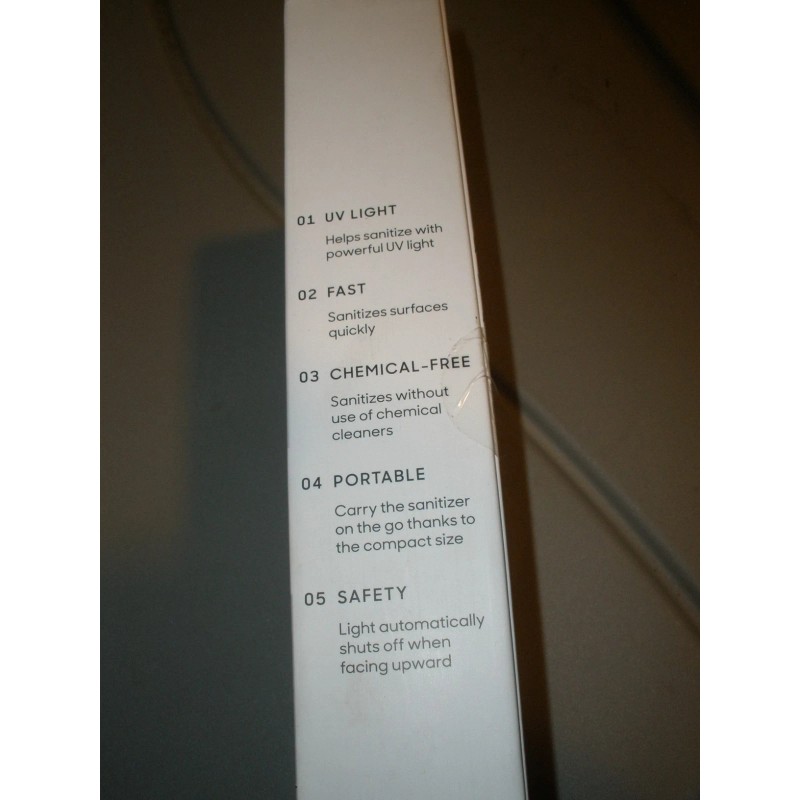 01 UV LIGHT
Helps sanitize with
powerful UV light
02 FAST
Sanitizes surfaces
quickly
03 CHEMICAL-FREE
Sanitizes without
use of chemical
cleaners
04 PORTABLE
Carry the sanitizer
on the go thanks to
the compact size
05 SAFETY
Light automatically
shuts off when
facing upward